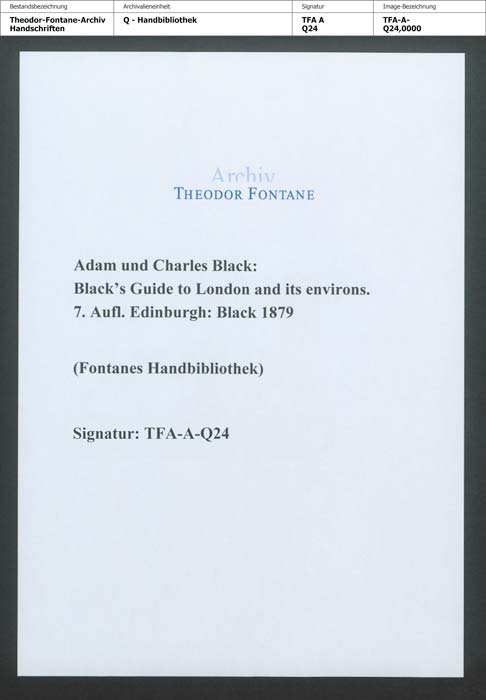 Bestandsbezeichnung
Archivalieneinheit
Signatur
Image-Bezeichnung
Theodor-Fontane-Archiv
Handschriften
Q - Handbibliothek
TFA A
Q24
TFA-A-
Q24,0000
Archiv
THEODOR FONTANE
Adam und Charles Black:
Black's Guide to London and its environs.
7. Aufl. Edinburgh: Black 1879
(Fontanes Handbibliothek)
Signatur: TFA-A-Q24